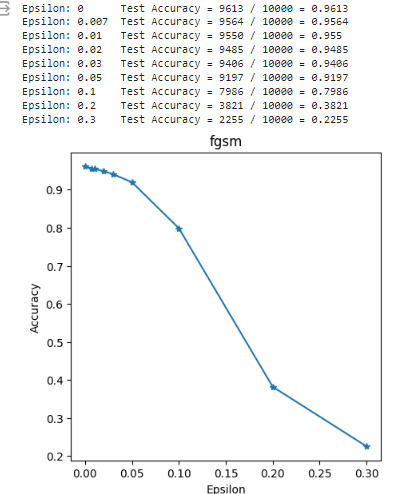 Epsilon: 0 Test Accuracy = 9613 / 10000 = 0.9613
Epsilon: 0.007 Test Accuracy = 9564 / 10000 = 0.9564
Epsilon: 0.01 Test Accuracy = 9550 / 10000 = 0.955
Epsilon: 0.02 Test Accuracy = 9485 / 10000 = 0.9485
Epsilon: 0.03 Test Accuracy = 9406 / 10000 = 0.9406
Epsilon: 0.05 Test Accuracy = 9197 / 10000 = 0.9197
Epsilon: 0.1 Test Accuracy = 7986 / 10000 = 0.7986
Epsilon: 0.2 Test Accuracy = 3821 / 10000 = 0.3821
Epsilon: 0.3 Test Accuracy = 2255 / 10000 = 0.2255
fgsm
0.9
0.8
0.7
0.6
0.5
0.4
0.3
0.2
Accuracy
0.00 0.05 0.10 0.15 0.20 0.25 0.30
Epsilon